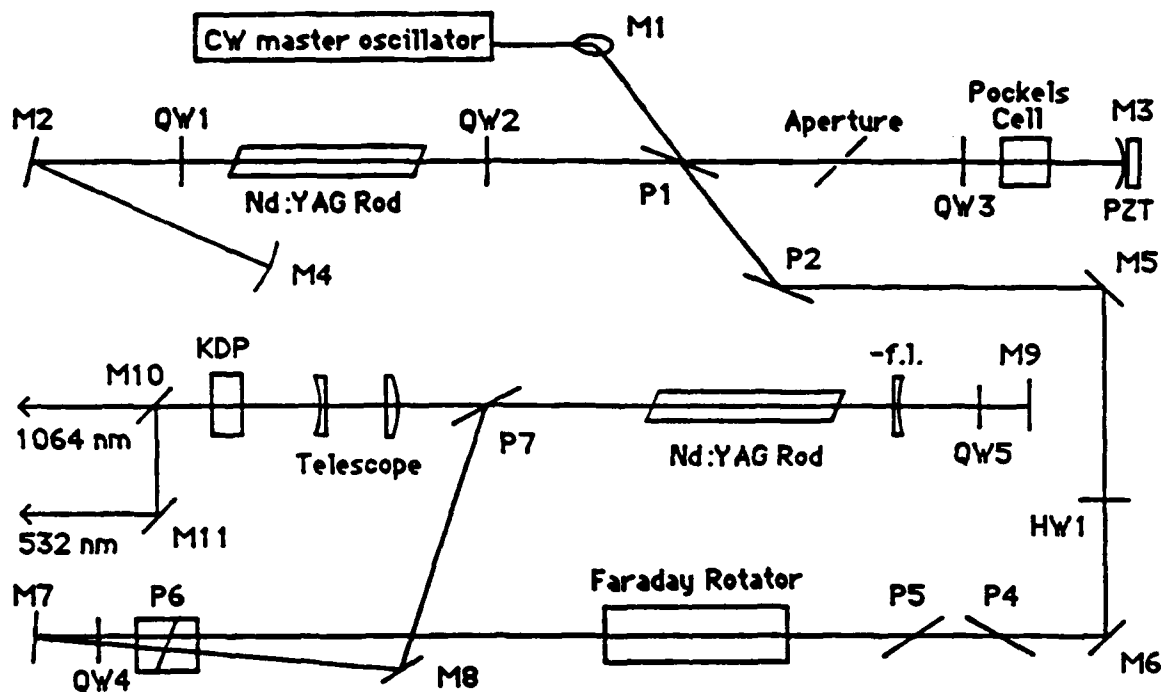 CW master oscillator
M1
M2
QW1
QW2
Aperture
Pockels
Cell
M3
Nd:YAG Rod
P1
QW3
PZT
M4
P2
M5
KDP
-f.l.
M9
M10
1064 nm
Telescope
P7
Nd:YAG Rod
QW5
532 nm
M11
HW1
M7
P6
Faraday Rotator
P5
P4
QW4
M8
M6